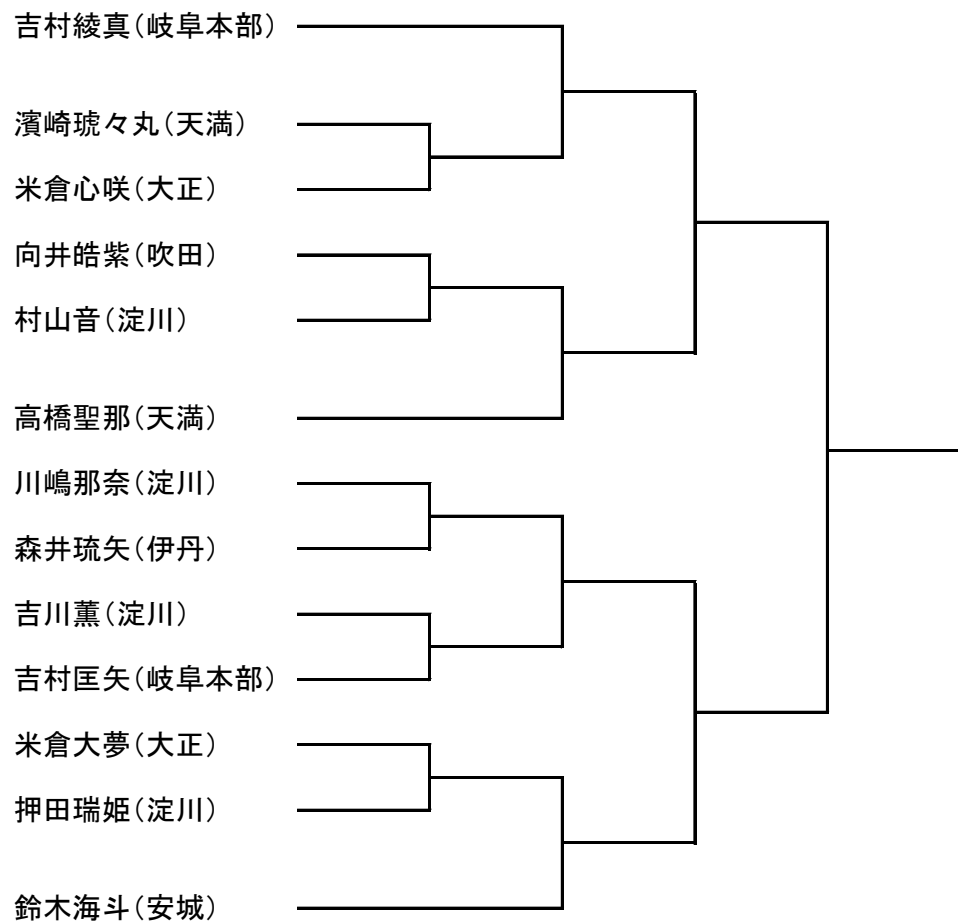 吉村綾真（岐阜本部）
濱崎琥々丸（天満）
米倉心咲（大正）
向井皓紫（吹田）
村山音（淀川）
高橋聖那（天満）
川嶋那奈（淀川）
森井琉矢（伊丹）
吉川薫（淀川）
吉村匡矢（岐阜本部）
米倉大夢（大正）
押田瑞姫（淀川）
鈴木海斗（安城）